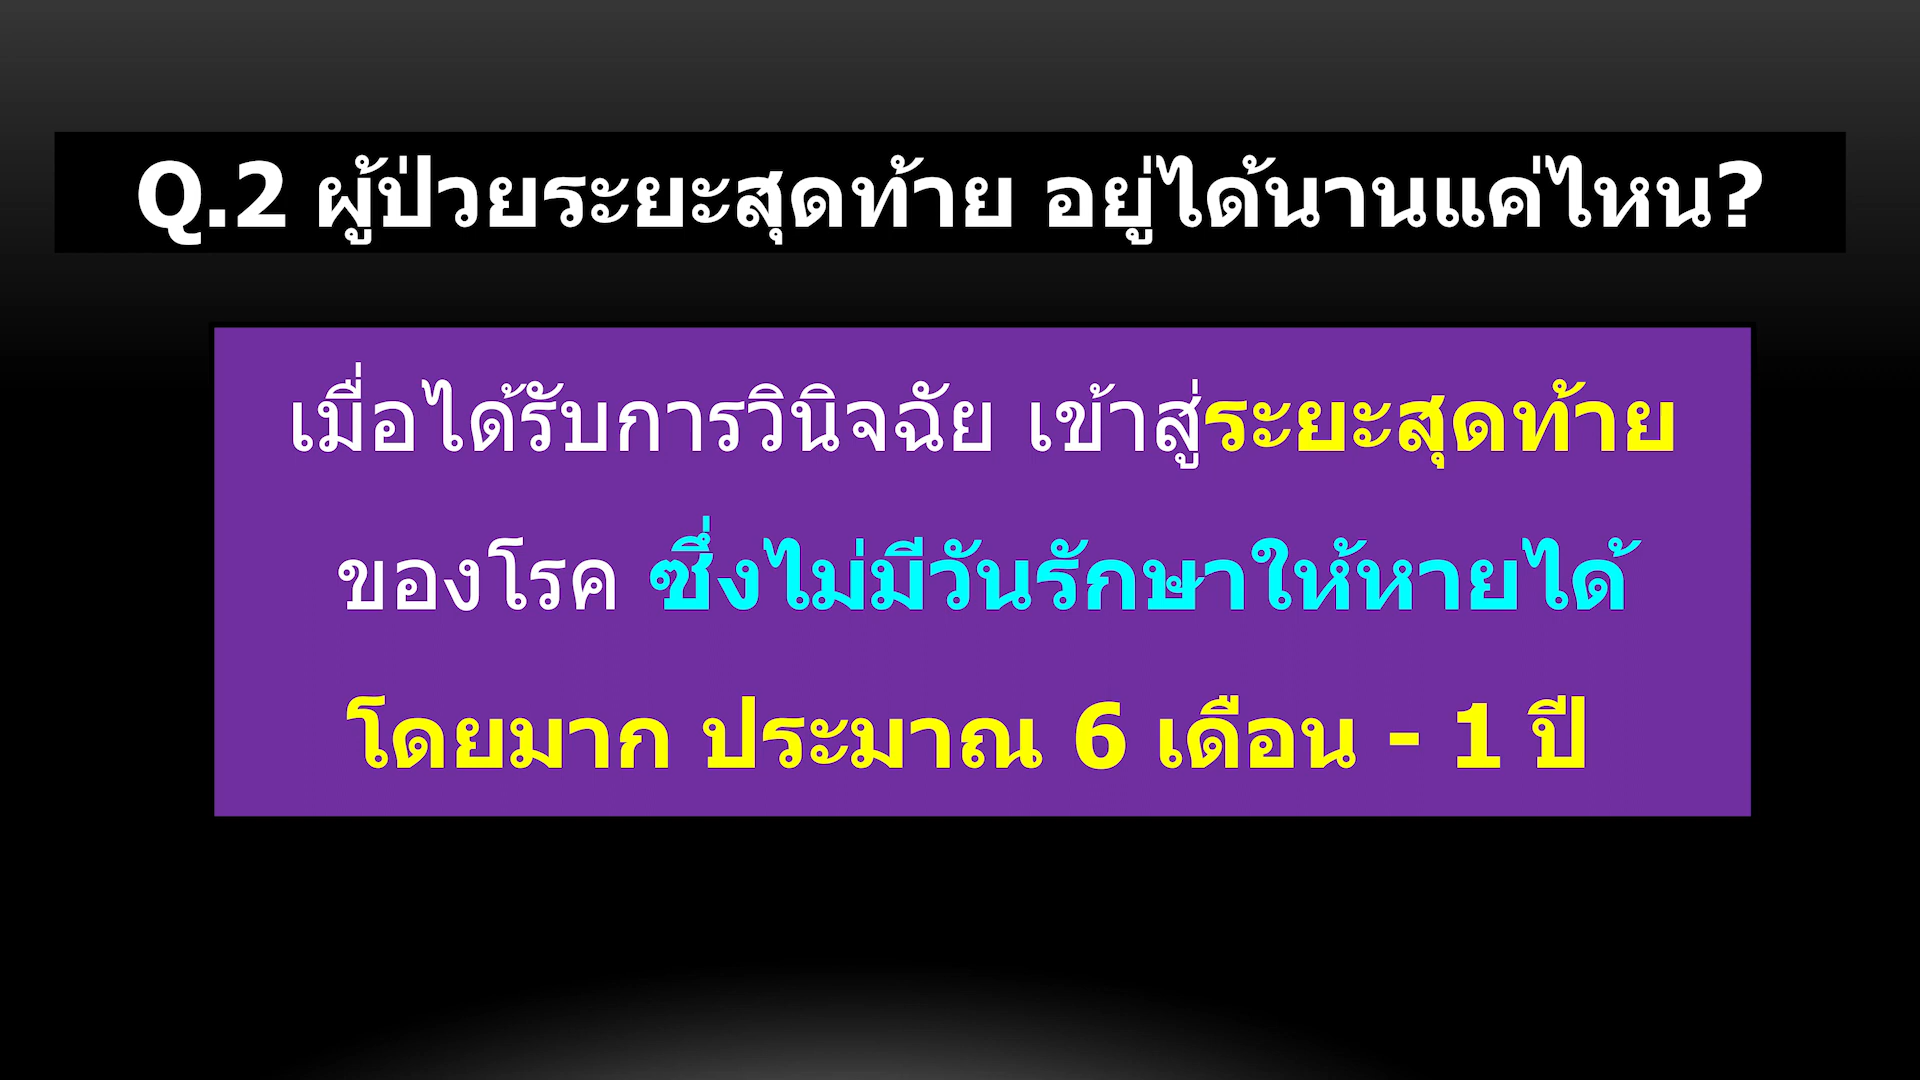 Q.2 ผู้ป่วยระยะสุดท้าย อยู่ได้นานแค่ไหน?
เมื่อได้รับการวินิจฉัย เข้าสู่ระยะสุดท้าย
ของโรค ซึ่งไม่มีวันรักษาให้หายได้
โดยมาก ประมาณ 6 เดือน - 1 ปี